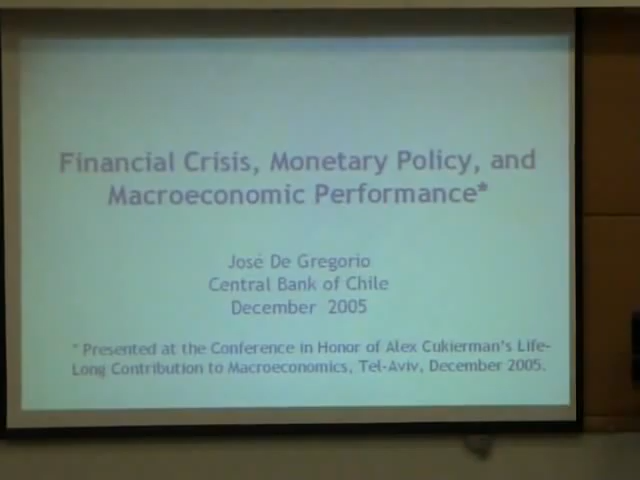 Financial Crisis, Monetary Policy, and
Macroeconomic Performance*
José De Gregorio
Central Bank of Chile
December 2005
* Presented at the Conference in Honor of Alex Cukierman's Life-
Long Contribution to Macroeconomics, Tel-Aviv, December 2005.